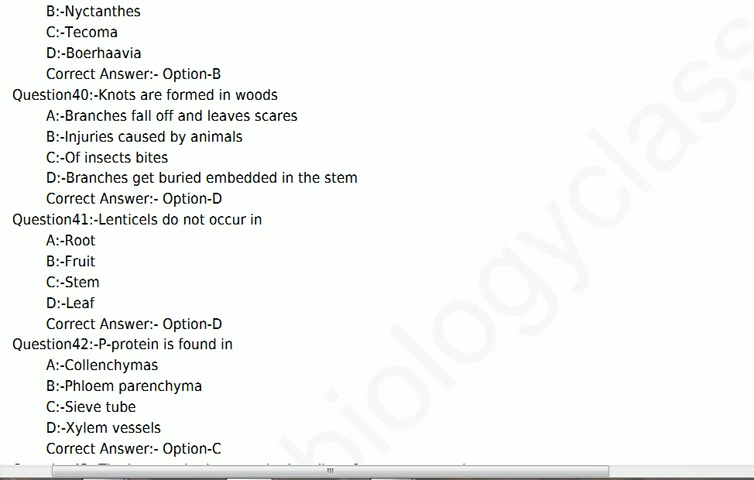 B:-Nyctanthes
C:-Tecoma
D:-Boerhaavia
Correct Answer:- Option-B
Question40:-Knots are formed in woods
A:-Branches fall off and leaves scares
B:-Injuries caused by animals
C:-Of insects bites
D:-Branches get buried embedded in the stem
Correct Answer:- Option-D
Question41:-Lenticels do not occur in
A:-Root
B:-Fruit
C:-Stem
D:-Leaf
Correct Answer:- Option-D
Question42:-P-protein is found in
A:-Collenchymas
B:-Phloem parenchyma
C:-Sieve tube
D:-Xylem vessels
Correct Answer:- Option-C
biologyclass